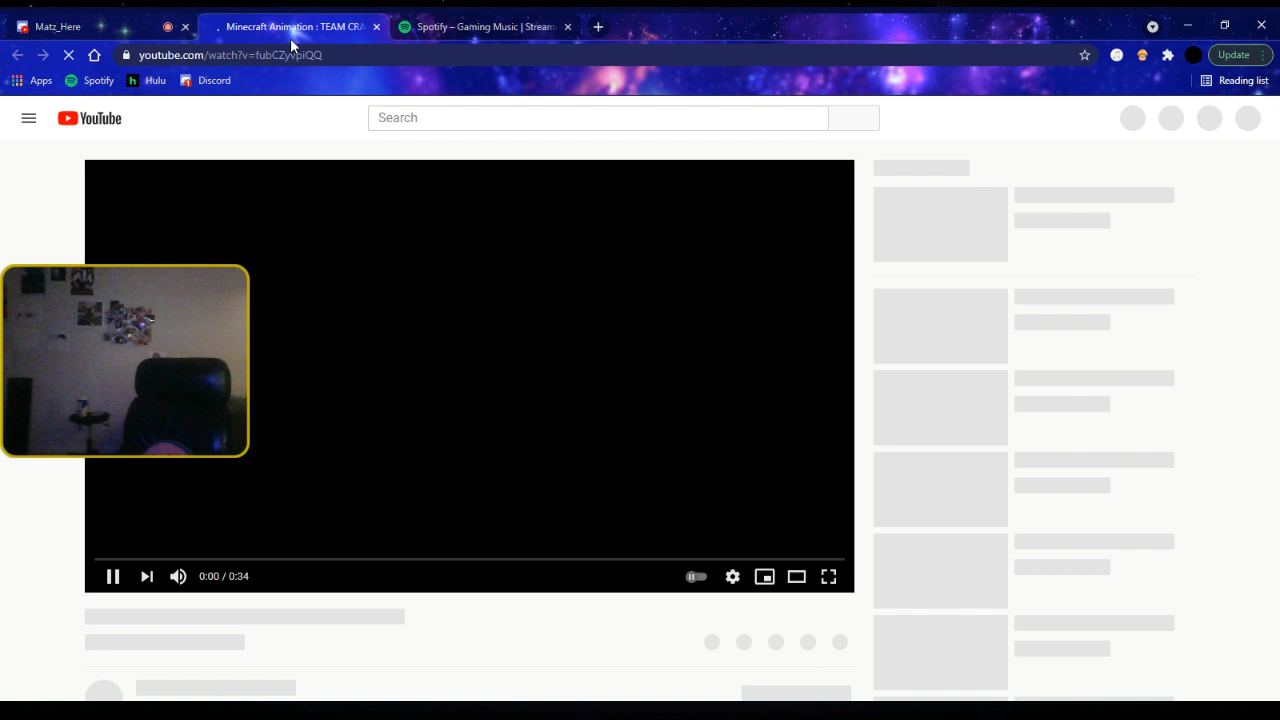 Matz_Here
Minecraft Animation : TEAM CRA
Spotify – Gaming Music | Stream
youtube.com/watch?v=fubCZyvpiQQ
Update
Apps
Spotify
Hulu
Discord
Reading list
YouTube
Search
0:00 / 0:34